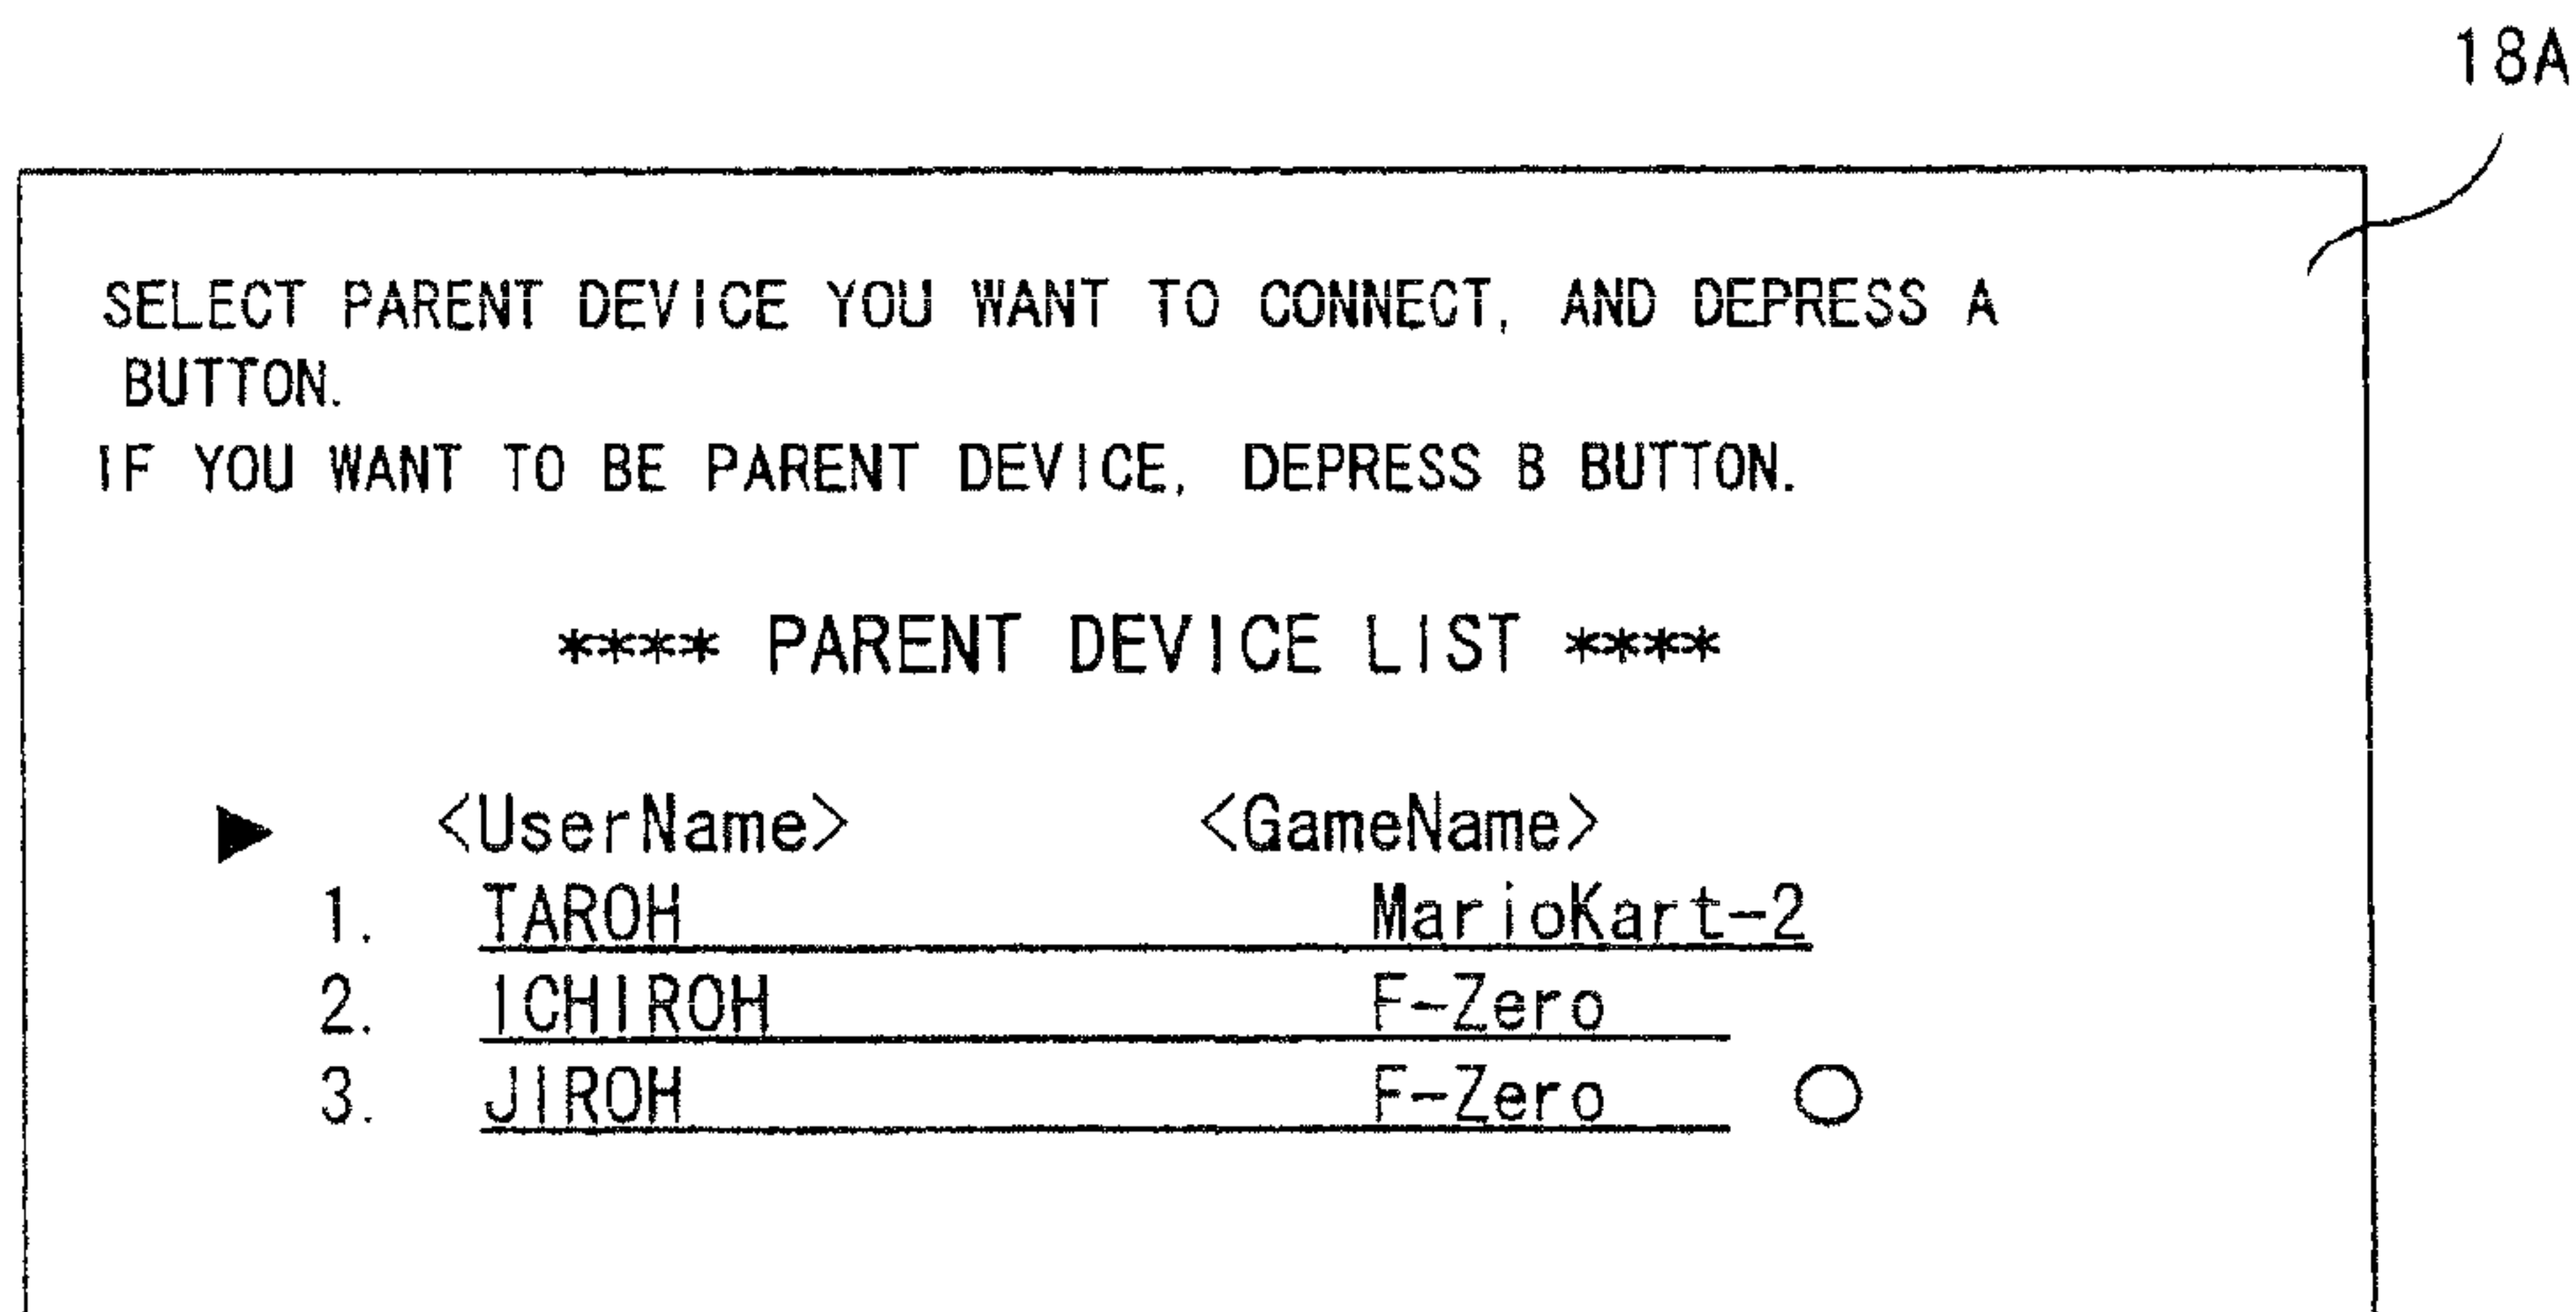 18A
SELECT PARENT DEVICE YOU WANT TO CONNECT, AND DEPRESS A
BUTTON.
IF YOU WANT TO BE PARENT DEVICE, DEPRESS B BUTTON.
**** PARENT DEVICE LIST ****
▶ <UserName> <GameName>
1. TAROH MarioKart-2
2. ICHIROH F-Zero
3. JIROH F-Zero ○